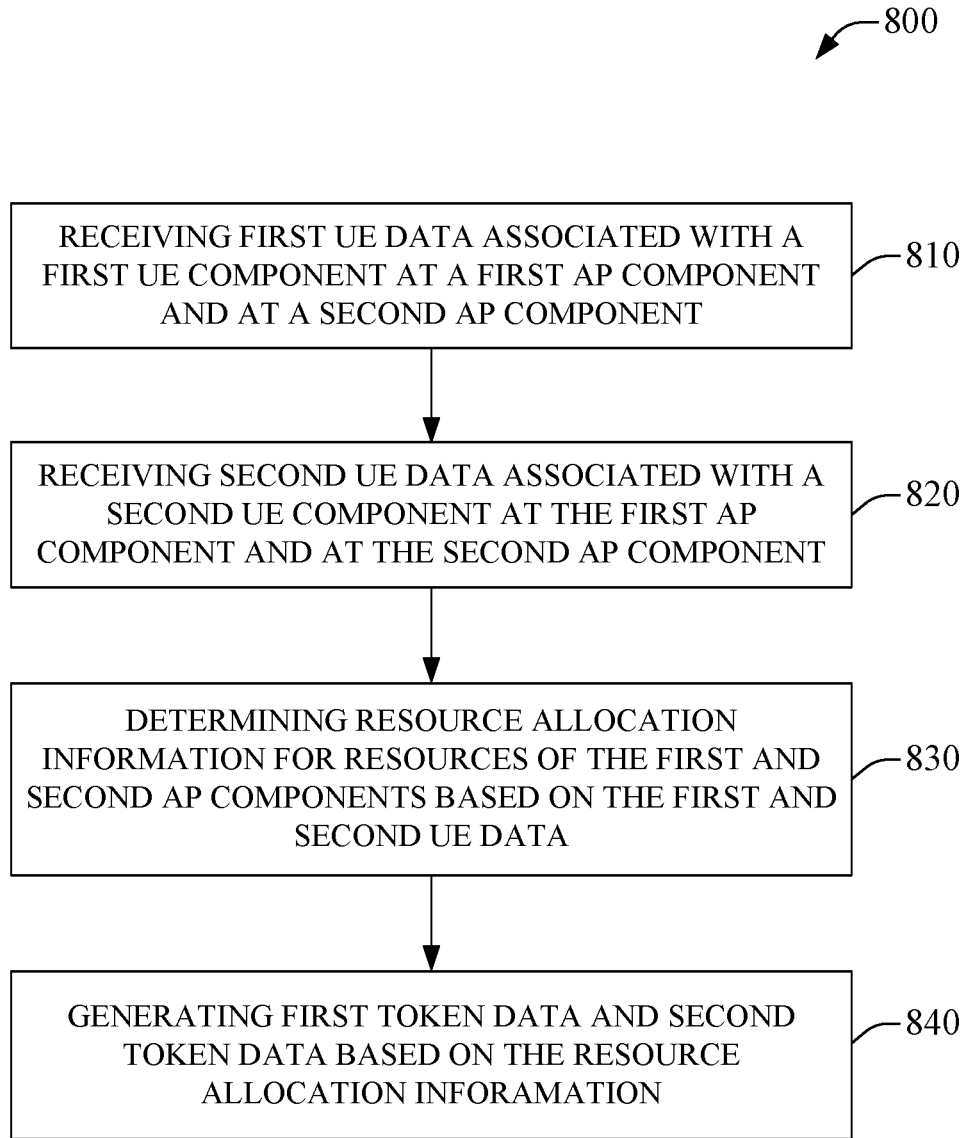 800
RECEIVING FIRST UE DATA ASSOCIATED WITH A
FIRST UE COMPONENT AT A FIRST AP COMPONENT
AND AT A SECOND AP COMPONENT
810
RECEIVING SECOND UE DATA ASSOCIATED WITH A
SECOND UE COMPONENT AT THE FIRST AP
COMPONENT AND AT THE SECOND AP COMPONENT
820
DETERMINING RESOURCE ALLOCATION
INFORMATION FOR RESOURCES OF THE FIRST AND
SECOND AP COMPONENTS BASED ON THE FIRST AND
SECOND UE DATA
830
GENERATING FIRST TOKEN DATA AND SECOND
TOKEN DATA BASED ON THE RESOURCE
ALLOCATION INFORAMATION
840